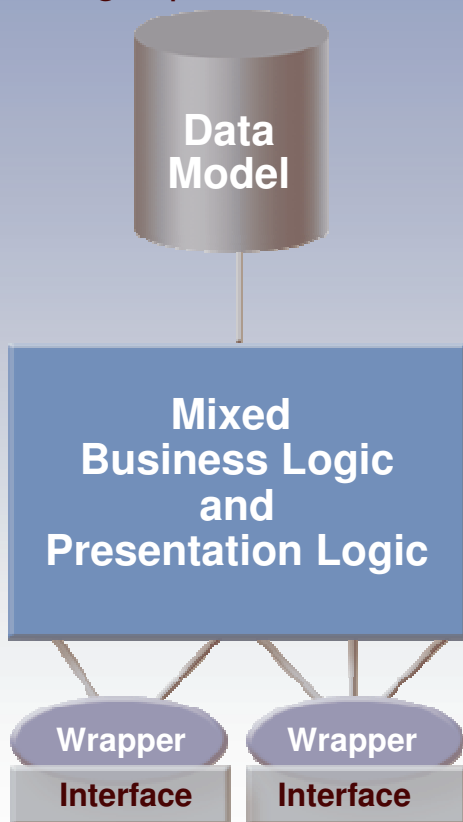 Data
Model
Mixed
Business Logic
and
Presentation Logic
Wrapper Wrapper
Interface Interface